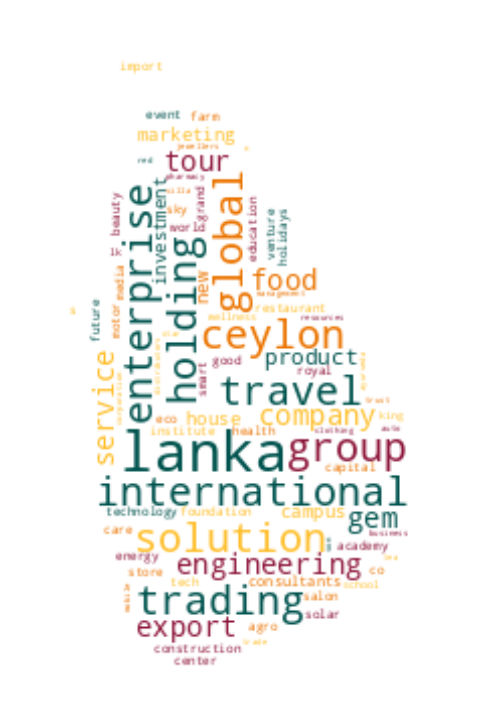 import
event
farm
marketing
jewellers
red
tour
pharmacy
villa
enterprise
investment
beauty
sky
grand
world
global
education
venture
holidays
lk
holding
new
media
food
management
restaurant
wellness
resources
future
motor
ceylon
product
service
distributors
smart
good
royal
travel
trust
eco
house
company
king
institute
health
clothing
auto
lanka
group
capital
international
technology
foundation
campus
gem
care
solution
business
academy
energy
engineering
co
store
tech
consultants
school
mobile
trading
salon
solar
export
agro
trade
construction
center